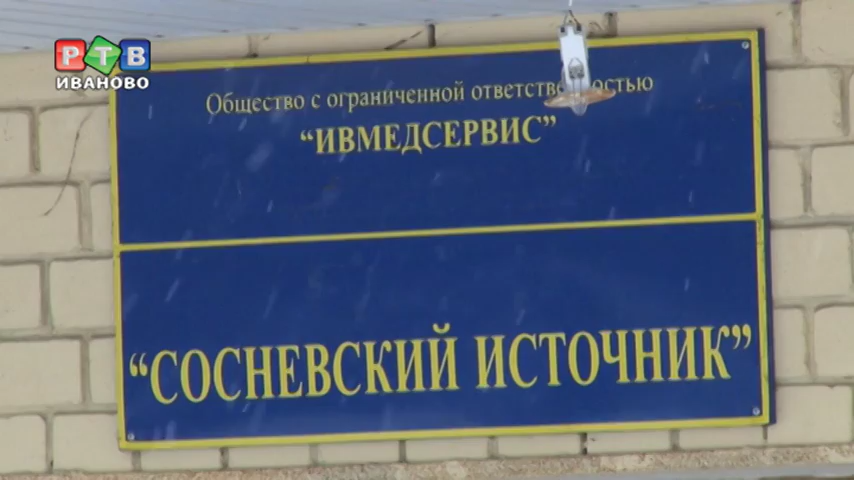 РТВ
ИВАНОВО
Общество с ограниченной ответственностью
“ИВМЕДСЕРВИС”
“СОСНЕВСКИЙ ИСТОЧНИК”